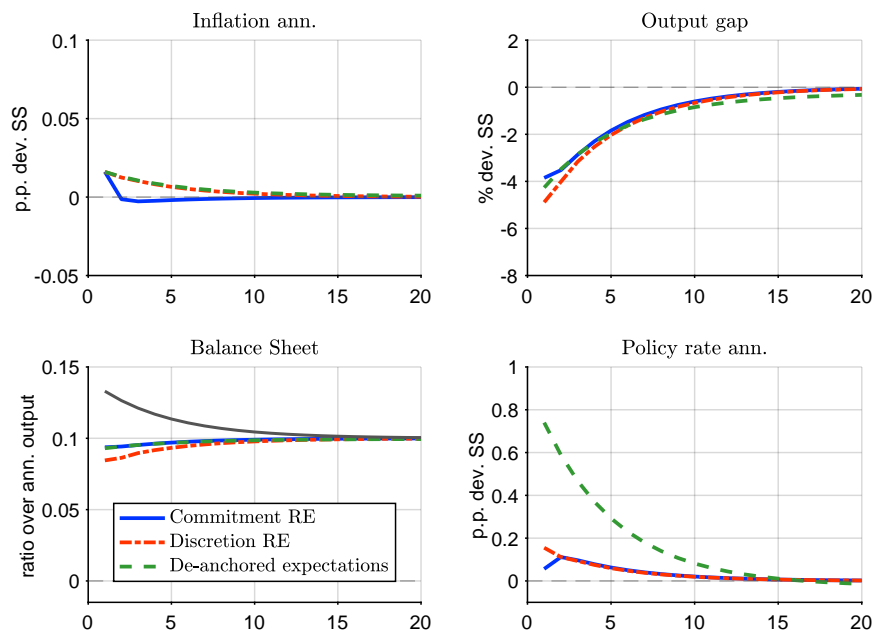 Inflation ann.
p.p. dev. SS
0.1
0.05
0
-0.05
0 5 10 15 20
Output gap
% dev. SS
2
0
-2
-4
-6
-8
0 5 10 15 20
Balance Sheet
ratio over ann. output
0.15
0.1
0.05
0
Commitment RE
Discretion RE
De-anchored expectations
0 5 10 15 20
Policy rate ann.
p.p. dev. SS
1
0.8
0.6
0.4
0.2
0
0 5 10 15 20